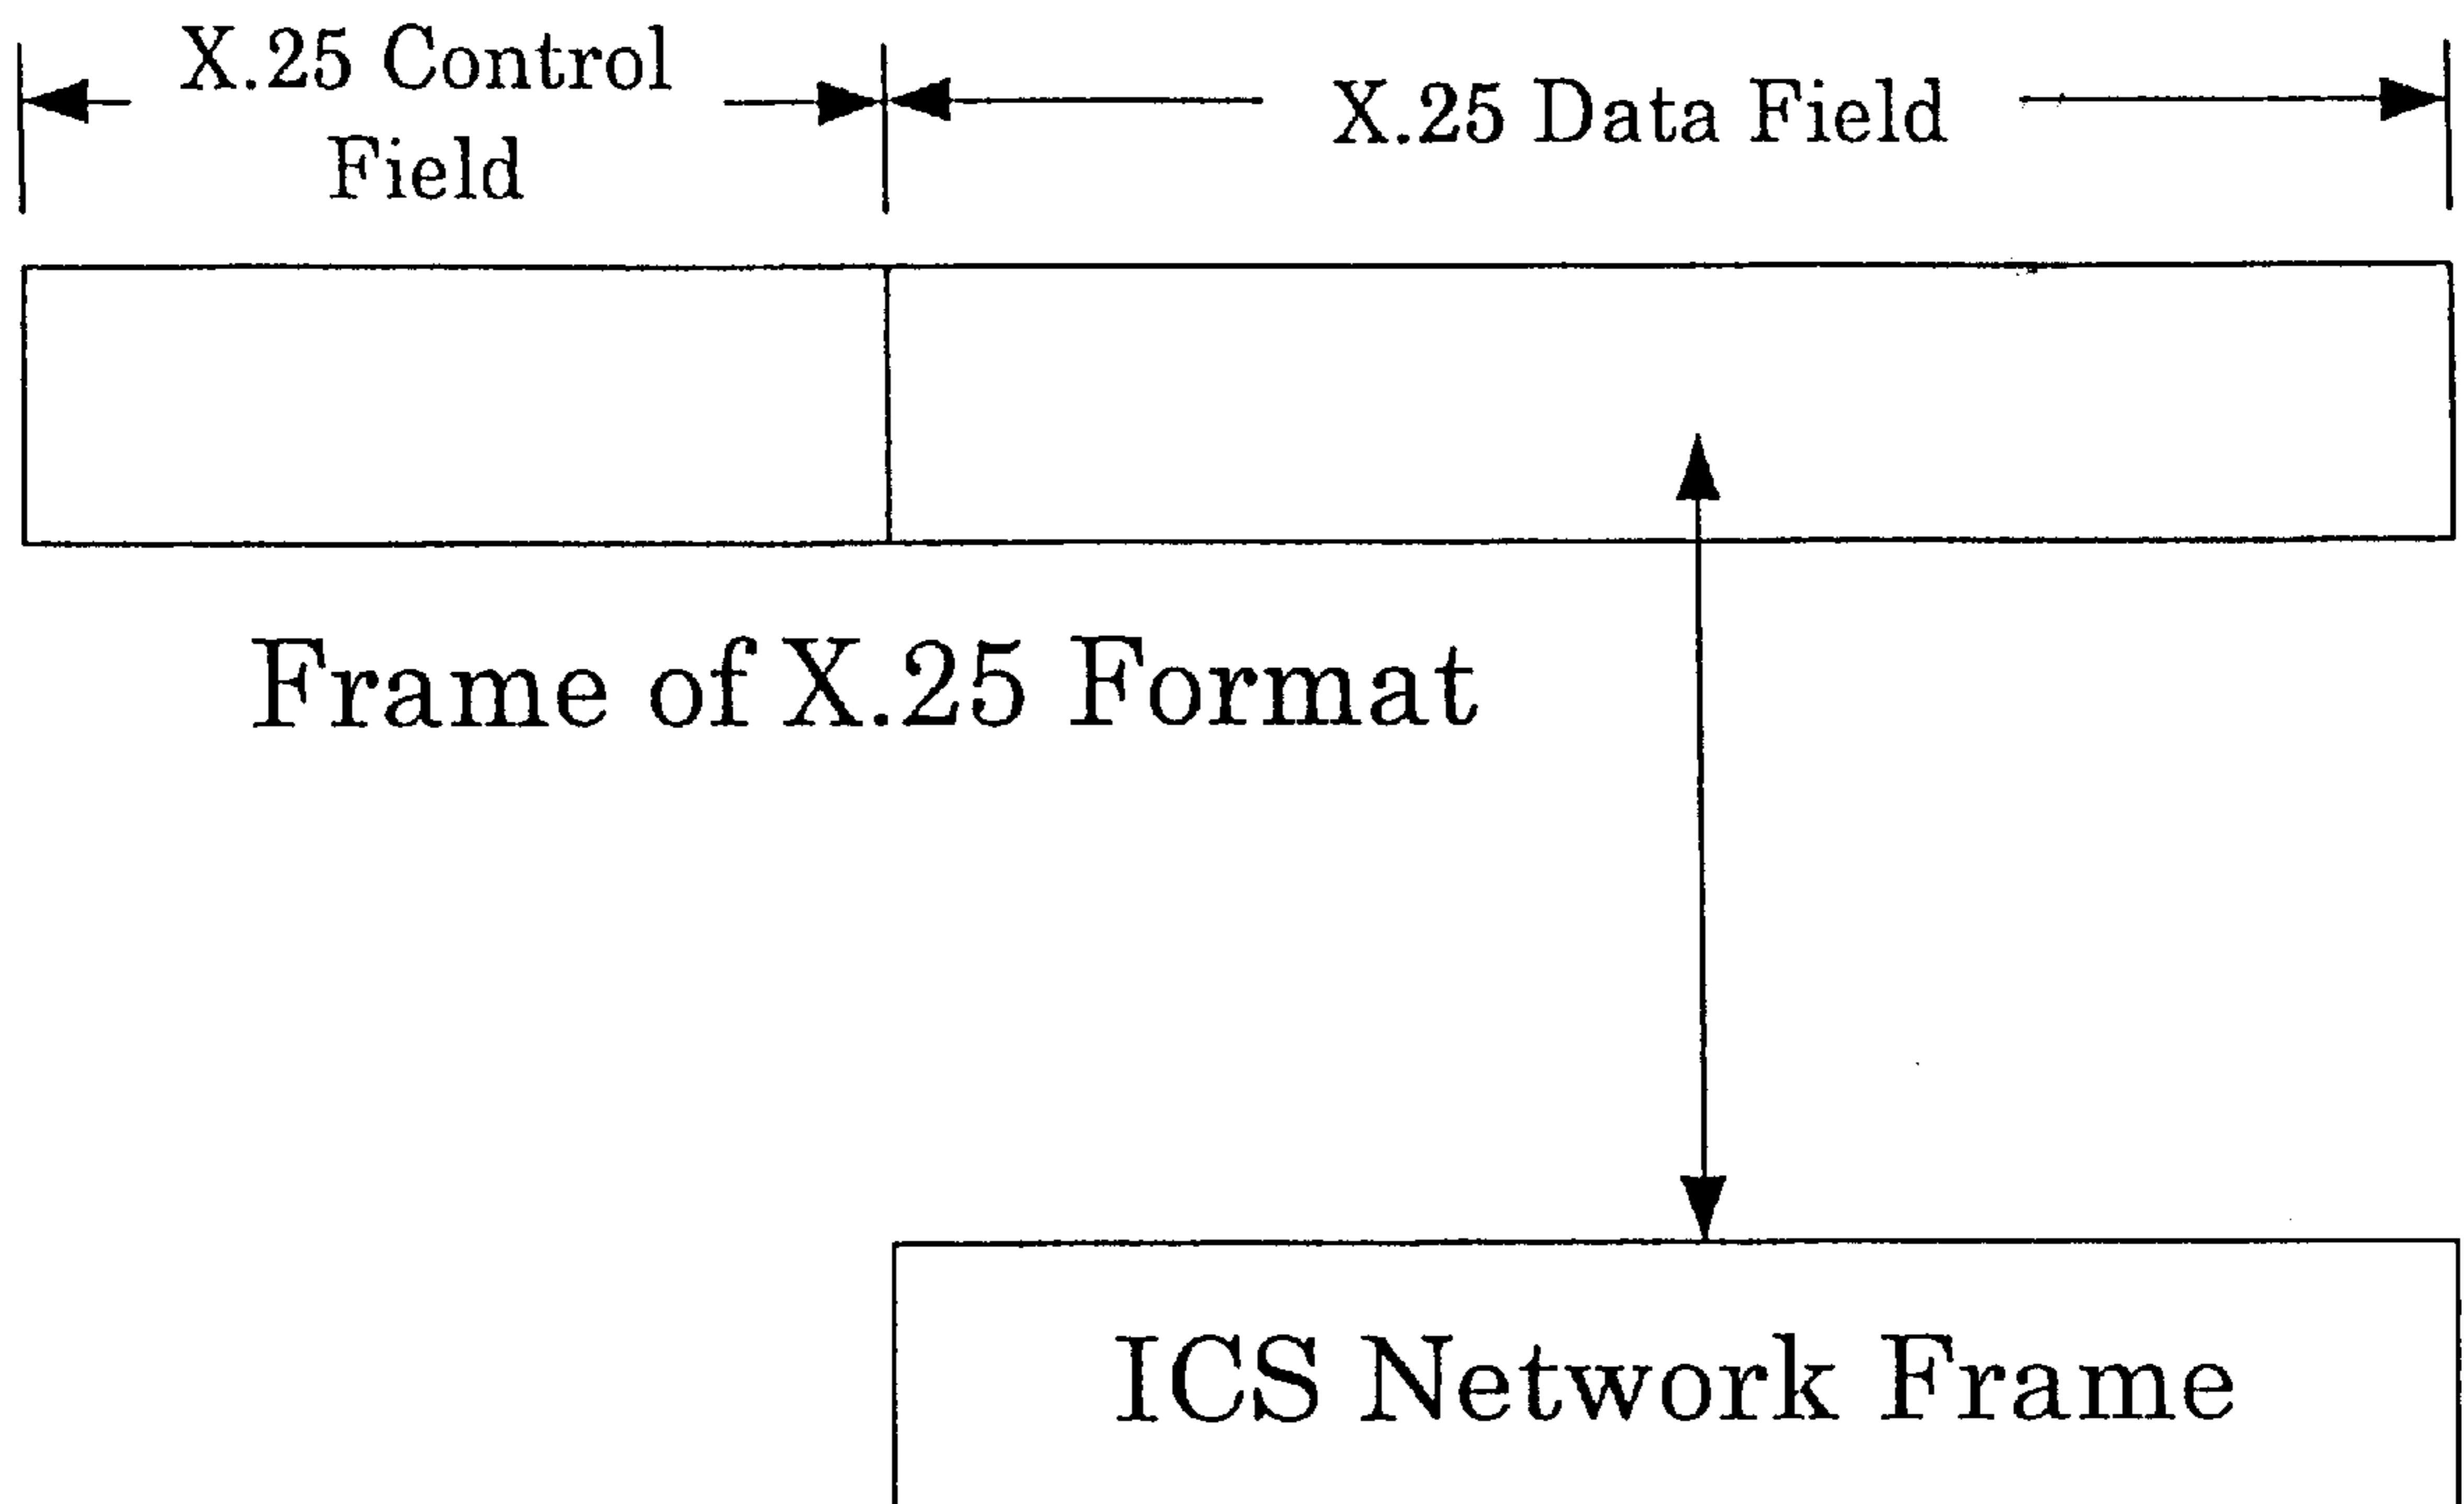 X.25 Control
Field
X.25 Data Field
Frame of X.25 Format
ICS Network Frame